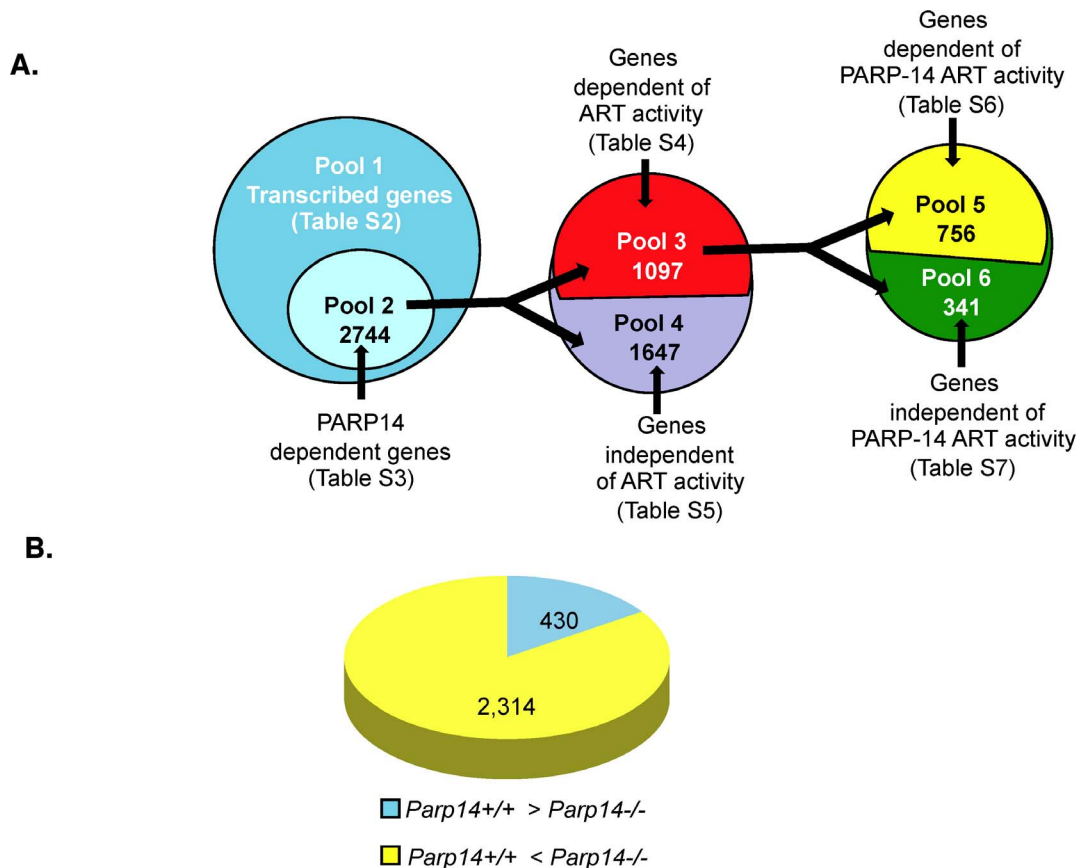 A.
Pool 1
Transcribed genes
(Table S2)
Pool 2
2744
PARP14
dependent genes
(Table S3)
Genes
dependent of
ART activity
(Table S4)
Pool 3
1097
Pool 4
1647
Genes
independent
of ART activity
(Table S5)
Genes
dependent of
PARP-14 ART activity
(Table S6)
Pool 5
756
Pool 6
341
Genes
independent of
PARP-14 ART activity
(Table S7)
B.
430
2,314
Parp14+/+ > Parp14-/-
Parp14+/+ < Parp14-/-